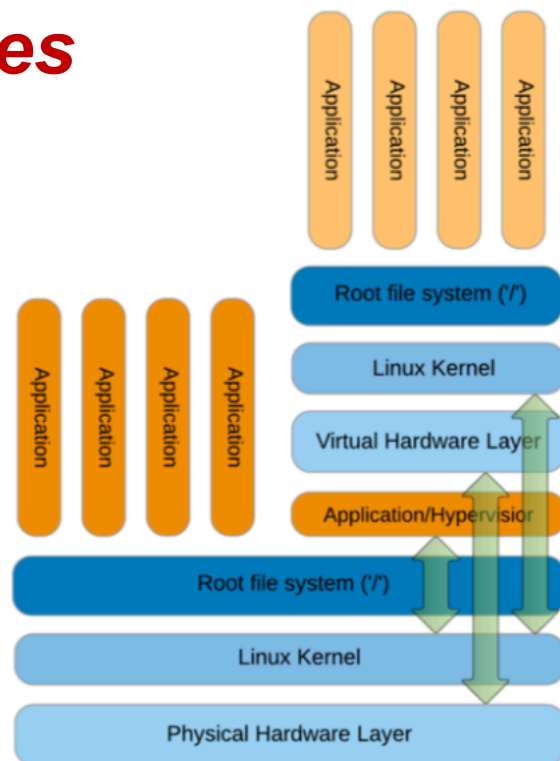 es
Application
Application
Application
Application
Root file system ('/')
Linux Kernel
Virtual Hardware Layer
Application/Hypervisior
Application
Application
Application
Application
Root file system ('/')
Linux Kernel
Physical Hardware Layer